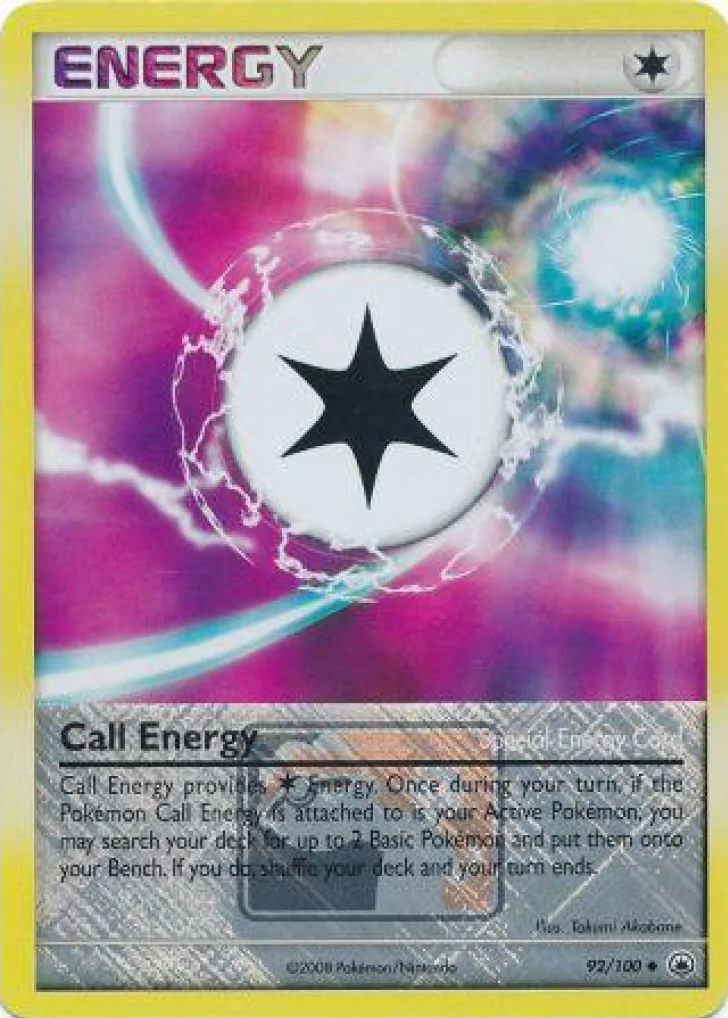 ENERGY
Call Energy
Special Energy Card
Call Energy provides ✶ Energy. Once during your turn, if the
Pokémon Call Energy is attached to is your Active Pokémon, you
may search your deck for up to 2 Basic Pokémon and put them onto
your Bench. If you do, shuffle your deck and your turn ends.
Illus. Takumi Akabane
©2008 Pokémon/Nintendo
92/100